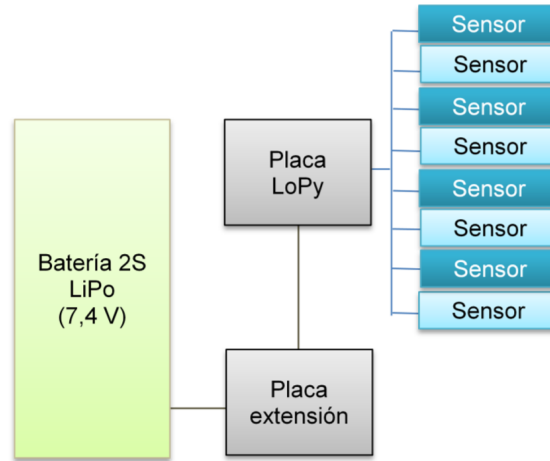 Sensor
Sensor
Sensor
Sensor
Sensor
Sensor
Sensor
Sensor
Placa
LoPy
Batería 2S
LiPo
(7,4 V)
Placa
extensión